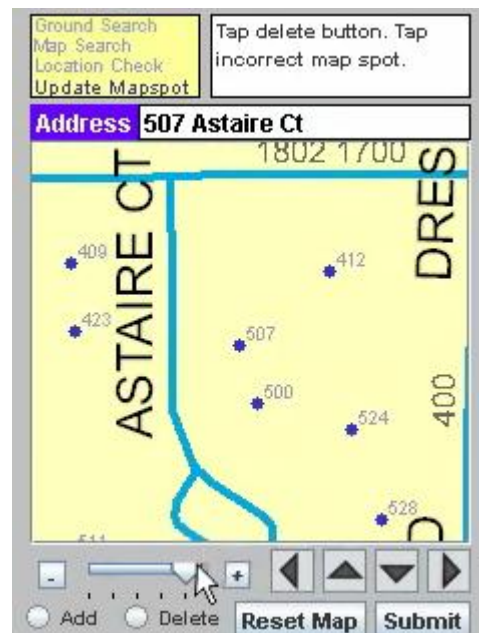 Ground Search
Map Search
Location Check
Update Mapspot
Tap delete button. Tap
incorrect map spot.
Address 507 Astaire Ct
1802 1700
ASTAIRE CT
DRES
409
412
423
507
500
524
400
528
511
- +
Add Delete Reset Map Submit